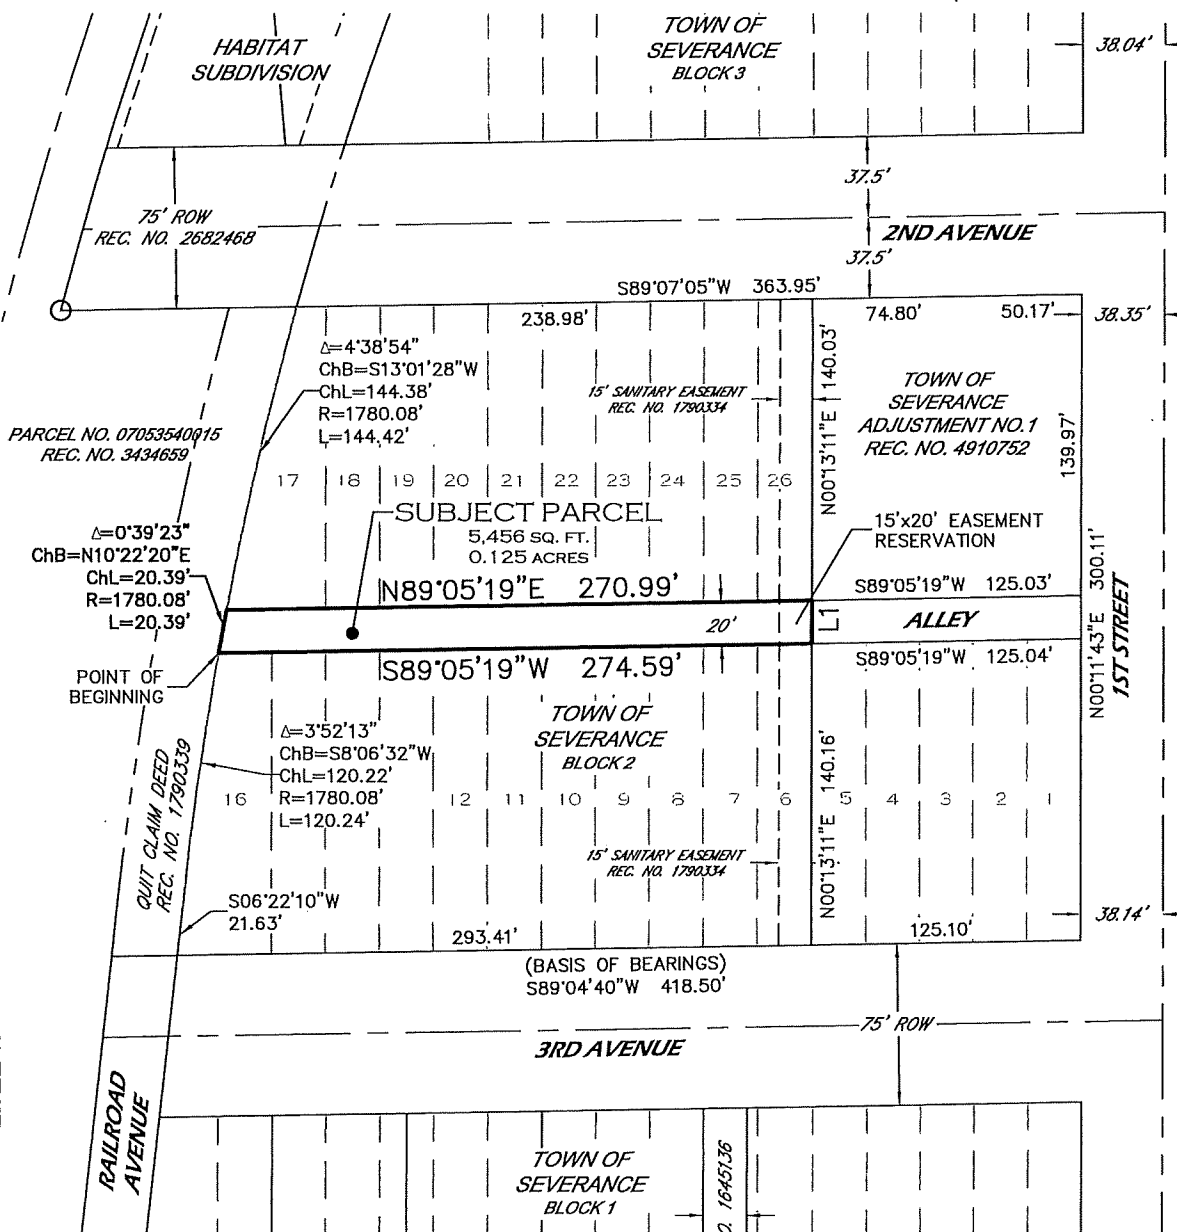 HABITAT
SUBDIVISION
TOWN OF
SEVERANCE
BLOCK 3
38.04'
75' ROW
REC. NO. 2682468
37.5'
2ND AVENUE
37.5'
S89°07'05"W 363.95'
238.98'
74.80'
50.17'
38.35'
Δ=4°38'54"
ChB=S13°01'28"W
ChL=144.38'
R=1780.08'
L=144.42'
15' SANITARY EASEMENT
REC. NO. 1790334
N00°13'11"E 140.03'
TOWN OF
SEVERANCE
ADJUSTMENT NO. 1
REC. NO. 4910752
139.97'
PARCEL NO. 07053540015
REC. NO. 3434659
17 18 19 20 21 22 23 24 25 26
SUBJECT PARCEL
5,456 SQ. FT.
0.125 ACRES
15'x20' EASEMENT
RESERVATION
Δ=0°39'23"
ChB=N10°22'20"E
ChL=20.39'
R=1780.08'
L=20.39'
N89°05'19"E 270.99'
S89°05'19"W 125.03'
20'
L1
ALLEY
S89°05'19"W 274.59'
S89°05'19"W 125.04'
N00°11'43"E 300.11'
1ST STREET
POINT OF
BEGINNING
TOWN OF
SEVERANCE
BLOCK 2
Δ=3°52'13"
ChB=S8°06'32"W
ChL=120.22'
R=1780.08'
L=120.24'
QUIT CLAIM DEED
REC. NO. 1790339
16 12 11 10 9 8 7 6 5 4 3 2 1
N00°13'11"E 140.16'
15' SANITARY EASEMENT
REC. NO. 1790334
S06°22'10"W
21.63'
293.41'
125.10'
38.14'
(BASIS OF BEARINGS)
S89°04'40"W 418.50'
75' ROW
3RD AVENUE
RAILROAD
AVENUE
TOWN OF
SEVERANCE
BLOCK 1
O. 1645136